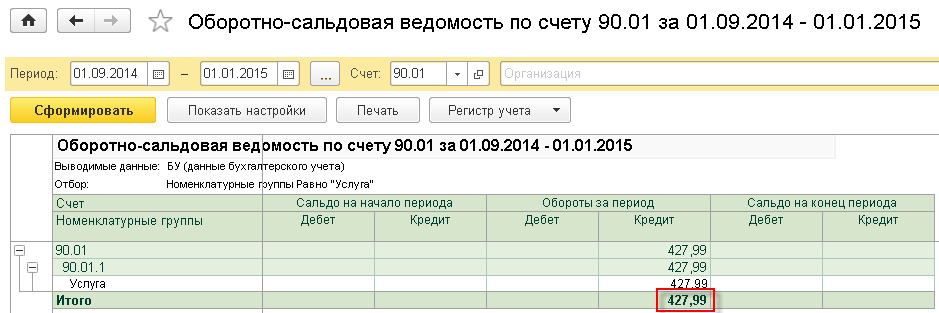 Оборотно-сальдовая ведомость по счету 90.01 за 01.09.2014 - 01.01.2015
Период: 01.09.2014 – 01.01.2015 ... Счет: 90.01 Организация
Сформировать Показать настройки Печать Регистр учета
Оборотно-сальдовая ведомость по счету 90.01 за 01.09.2014 - 01.01.2015
Выводимые данные: БУ (данные бухгалтерского учета)
Отбор: Номенклатурные группы Равно "Услуга"
Счет Сальдо на начало периода Обороты за период Сальдо на конец периода
Номенклатурные группы Дебет Кредит Дебет Кредит Дебет Кредит
90.01 427,99
90.01.1 427,99
Услуга 427,99
Итого 427,99